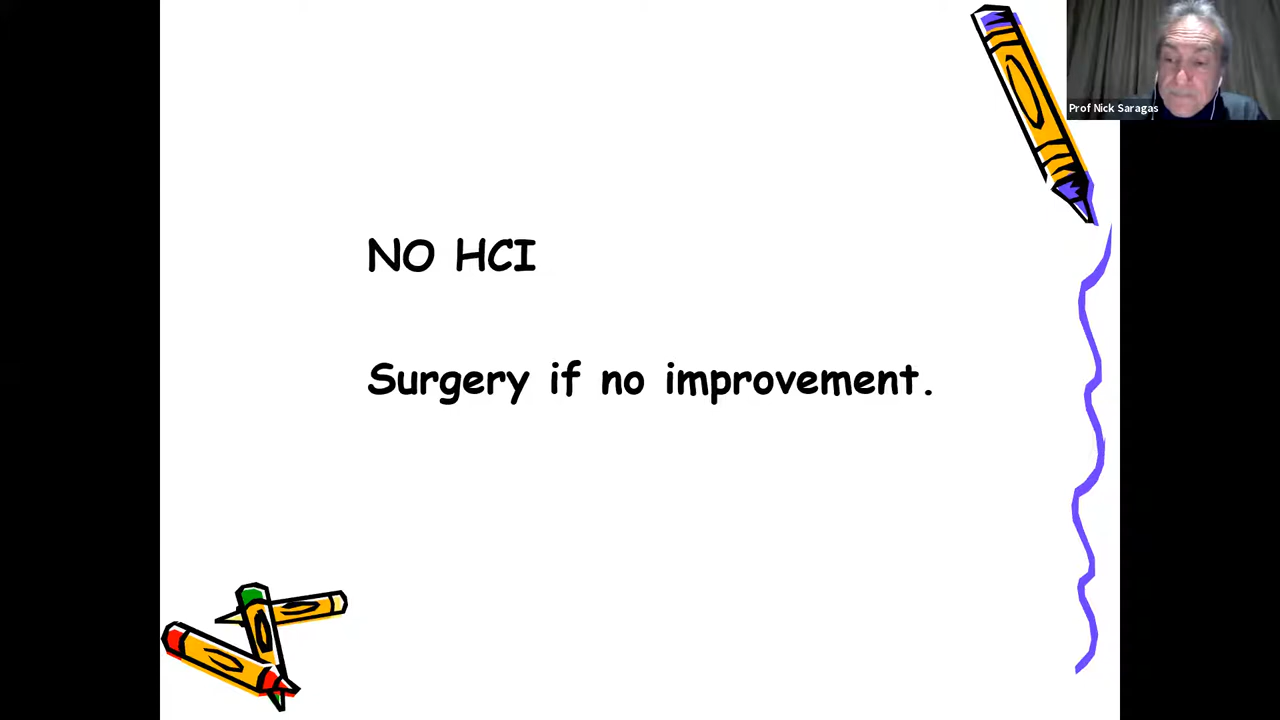 Prof Nick Saragas
NO HCI
Surgery if no improvement.